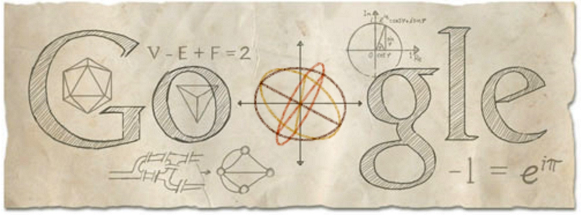 V - E + F = 2
Google
-1 = e^{iπ}